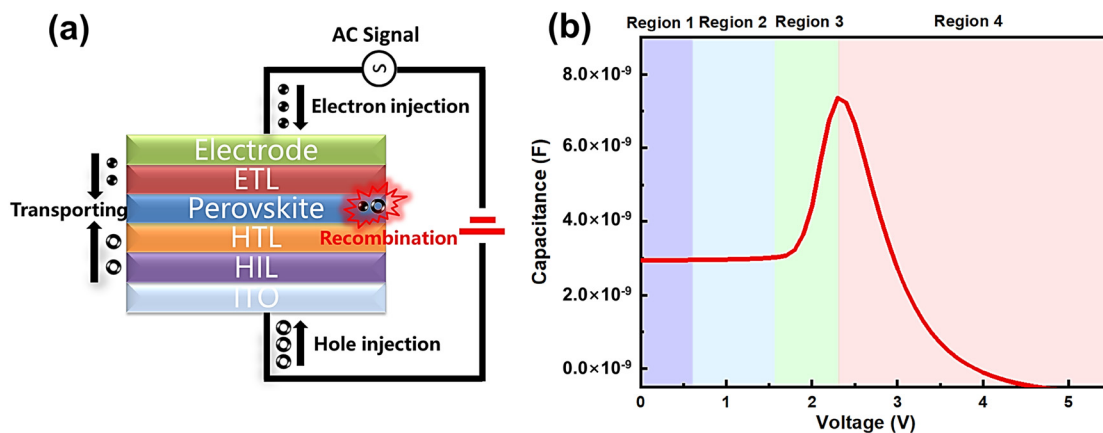 (a)
AC Signal
S
Electron injection
Electrode
ETL
Transporting
Perovskite
Recombination
HTL
HIL
ITO
Hole injection
(b)
Region 1 Region 2 Region 3 Region 4
8.0×10-9
6.0×10-9
4.0×10-9
2.0×10-9
0.0×10-9
Capacitance (F)
0 1 2 3 4 5
Voltage (V)